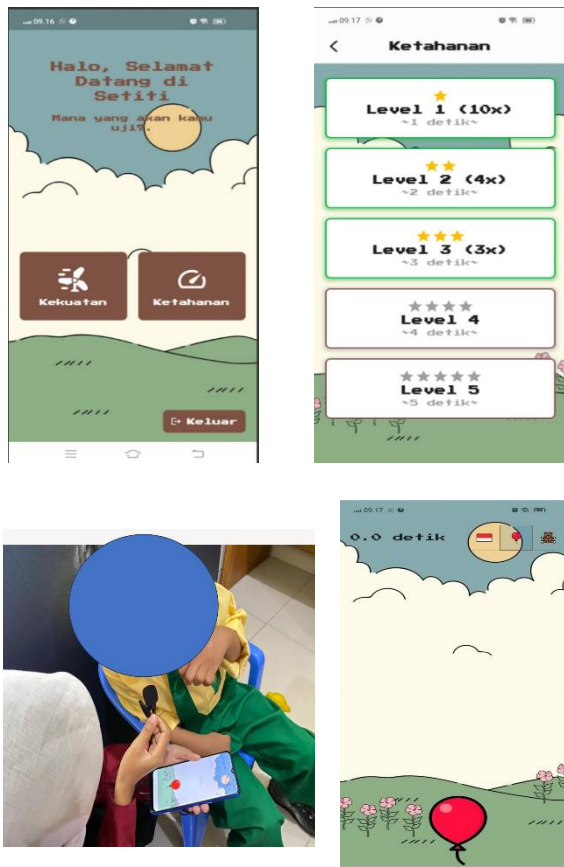 09.16
Halo, Selamat
Datang di
Setiti
Mana yang akan kamu
uji?.
Kekuatan
Ketahanan
Keluar
09.17
Ketahanan
Level 1 (10x)
~1 detik~
Level 2 (4x)
~2 detik~
Level 3 (3x)
~3 detik~
Level 4
~4 detik~
Level 5
~5 detik~
09.17
0.0 detik